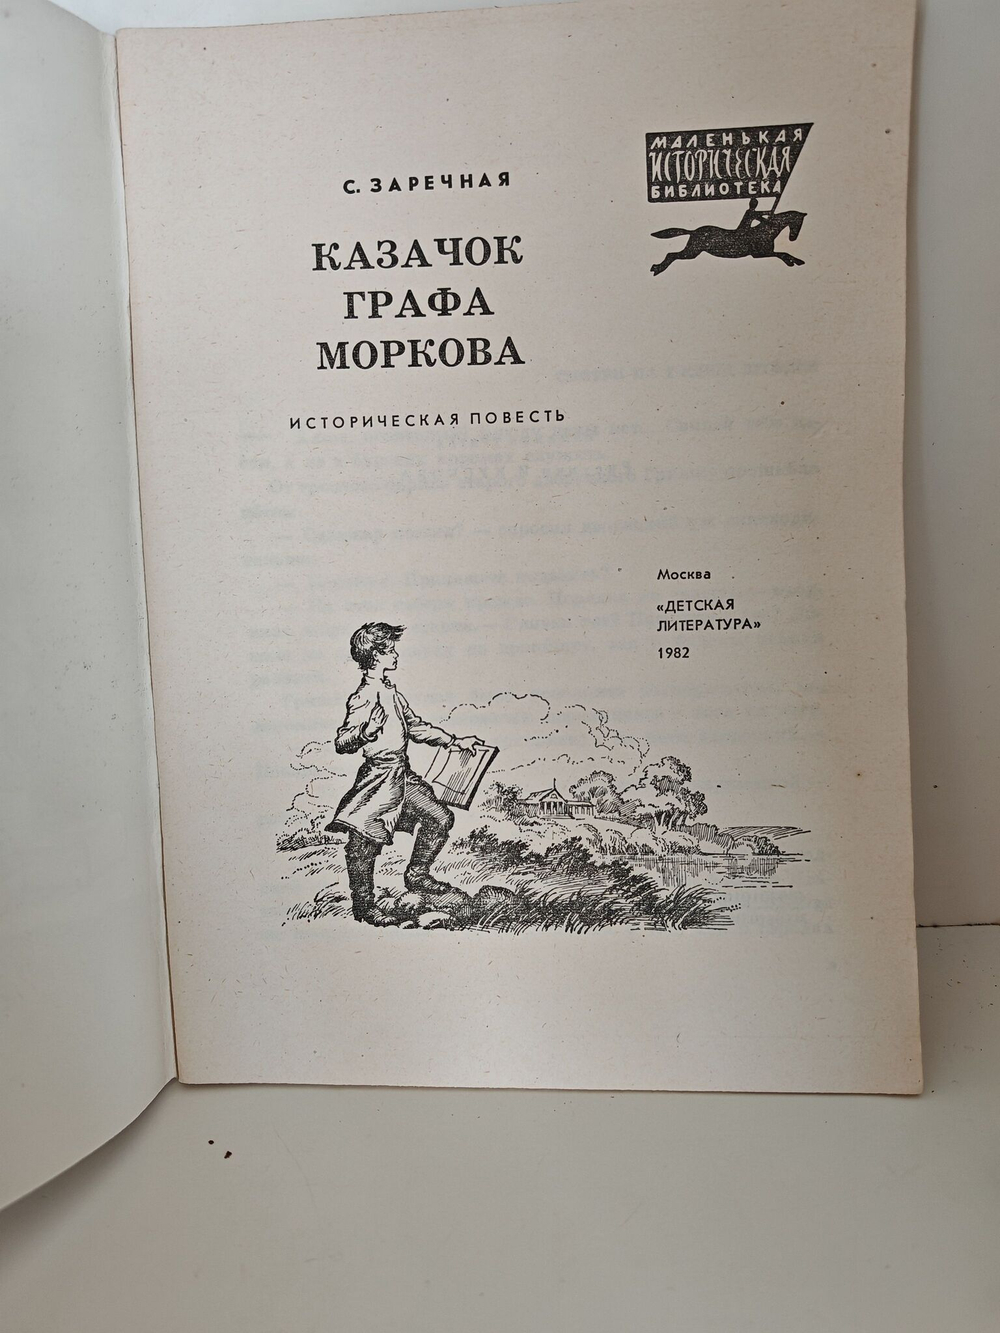 МАЛЕНЬКАЯ
ИСТОРИЧЕСКАЯ
БИБЛИОТЕКА
С. ЗАРЕЧНАЯ
КАЗАЧОК
ГРАФА
МОРКОВА
ИСТОРИЧЕСКАЯ ПОВЕСТЬ
Москва
«ДЕТСКАЯ
ЛИТЕРАТУРА»
1982